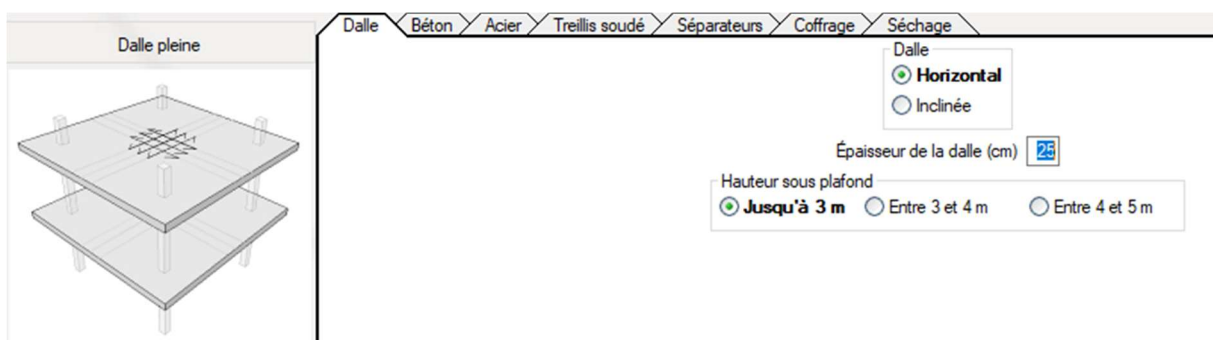 Dalle pleine
Dalle Béton Acier Treillis soudé Séparateurs Coffrage Séchage
Dalle
Horizontal
Inclinée
Épaisseur de la dalle (cm) 25
Hauteur sous plafond
Jusqu'à 3 m Entre 3 et 4 m Entre 4 et 5 m